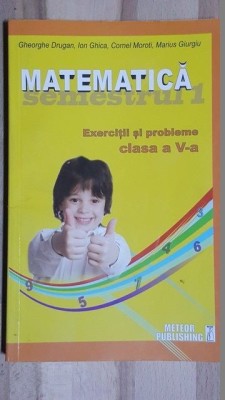 Gheorghe Drugan, Ion Ghica, Cornel Moroti, Marius Giurgiu
MATEMATICĂ
semestrul 1
Exerciții și probleme
clasa a V-a
3
6
4
7
5
9
METEOR
PUBLISHING